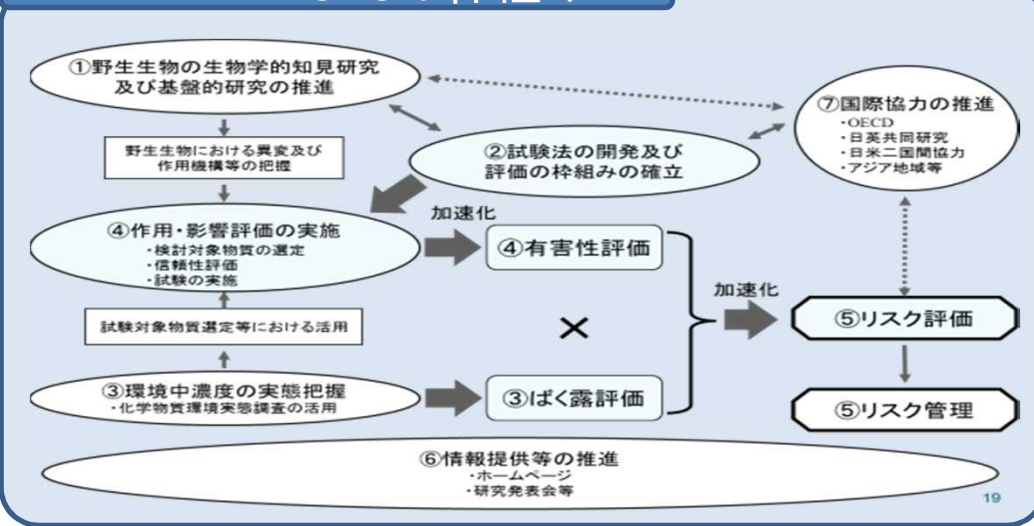 ①野生生物の生物学的知見研究
及び基盤的研究の推進
野生生物における異変及び
作用機構等の把握
②試験法の開発及び
評価の枠組みの確立
⑦国際協力の推進
・OECD
・日英共同研究
・日米二国間協力
・アジア地域等
④作用・影響評価の実施
・検討対象物質の選定
・信頼性評価
・試験の実施
加速化
④有害性評価
試験対象物質選定等における活用
×
加速化
⑤リスク評価
③環境中濃度の実態把握
・化学物質環境実態調査の活用
③ばく露評価
⑤リスク管理
⑥情報提供等の推進
・ホームページ
・研究発表会等
19